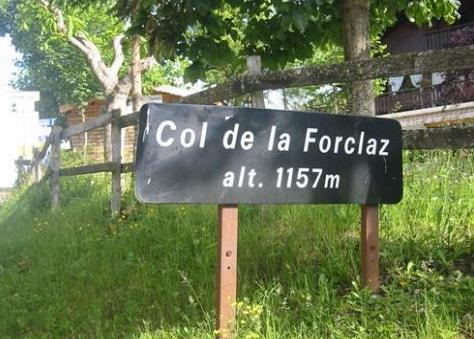 Col de la Forclaz
alt. 1157m